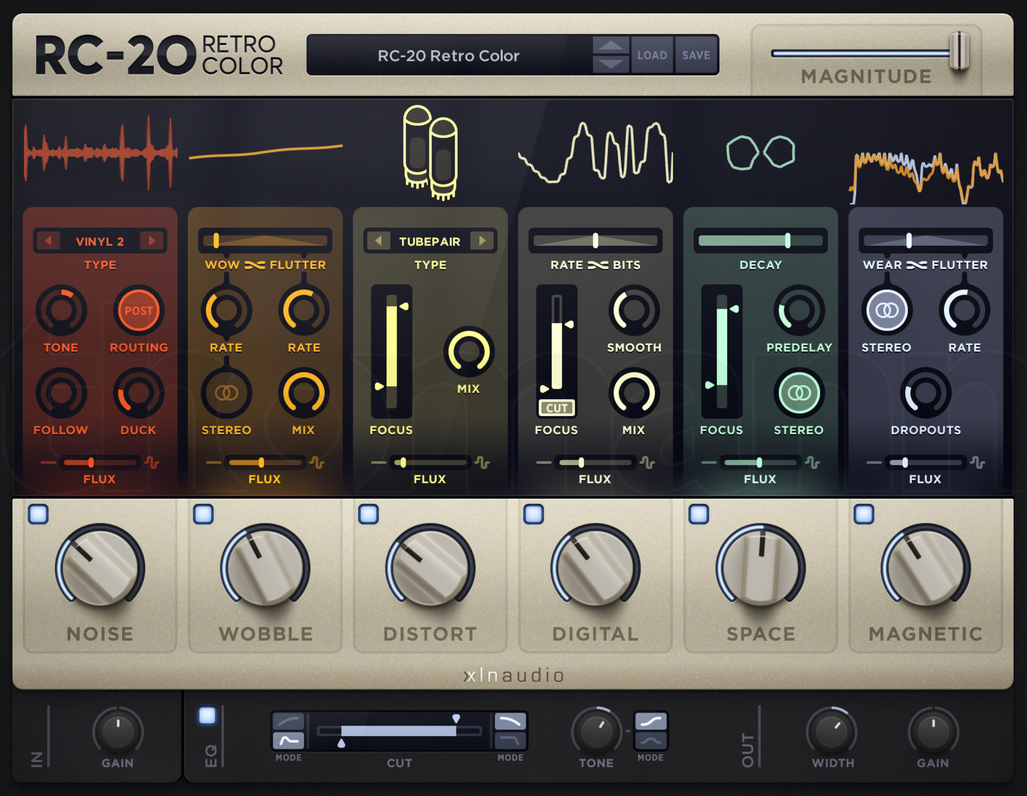 RC-20 RETRO COLOR
RC-20 Retro Color
LOAD SAVE
MAGNITUDE
VINYL 2
TYPE
TONE
POST
ROUTING
FOLLOW
DUCK
FLUX
WOW FLUTTER
RATE RATE
STEREO MIX
FLUX
TUBEPAIR
TYPE
MIX
FOCUS
FLUX
RATE BITS
SMOOTH
CUT
FOCUS MIX
FLUX
DECAY
PREDELAY
FOCUS STEREO
FLUX
WEAR FLUTTER
STEREO RATE
DROPOUTS
FLUX
NOISE
WOBBLE
DISTORT
DIGITAL
SPACE
MAGNETIC
xlnaudio
IN
GAIN
EQ
MODE
CUT
MODE
TONE
MODE
OUT
WIDTH
GAIN